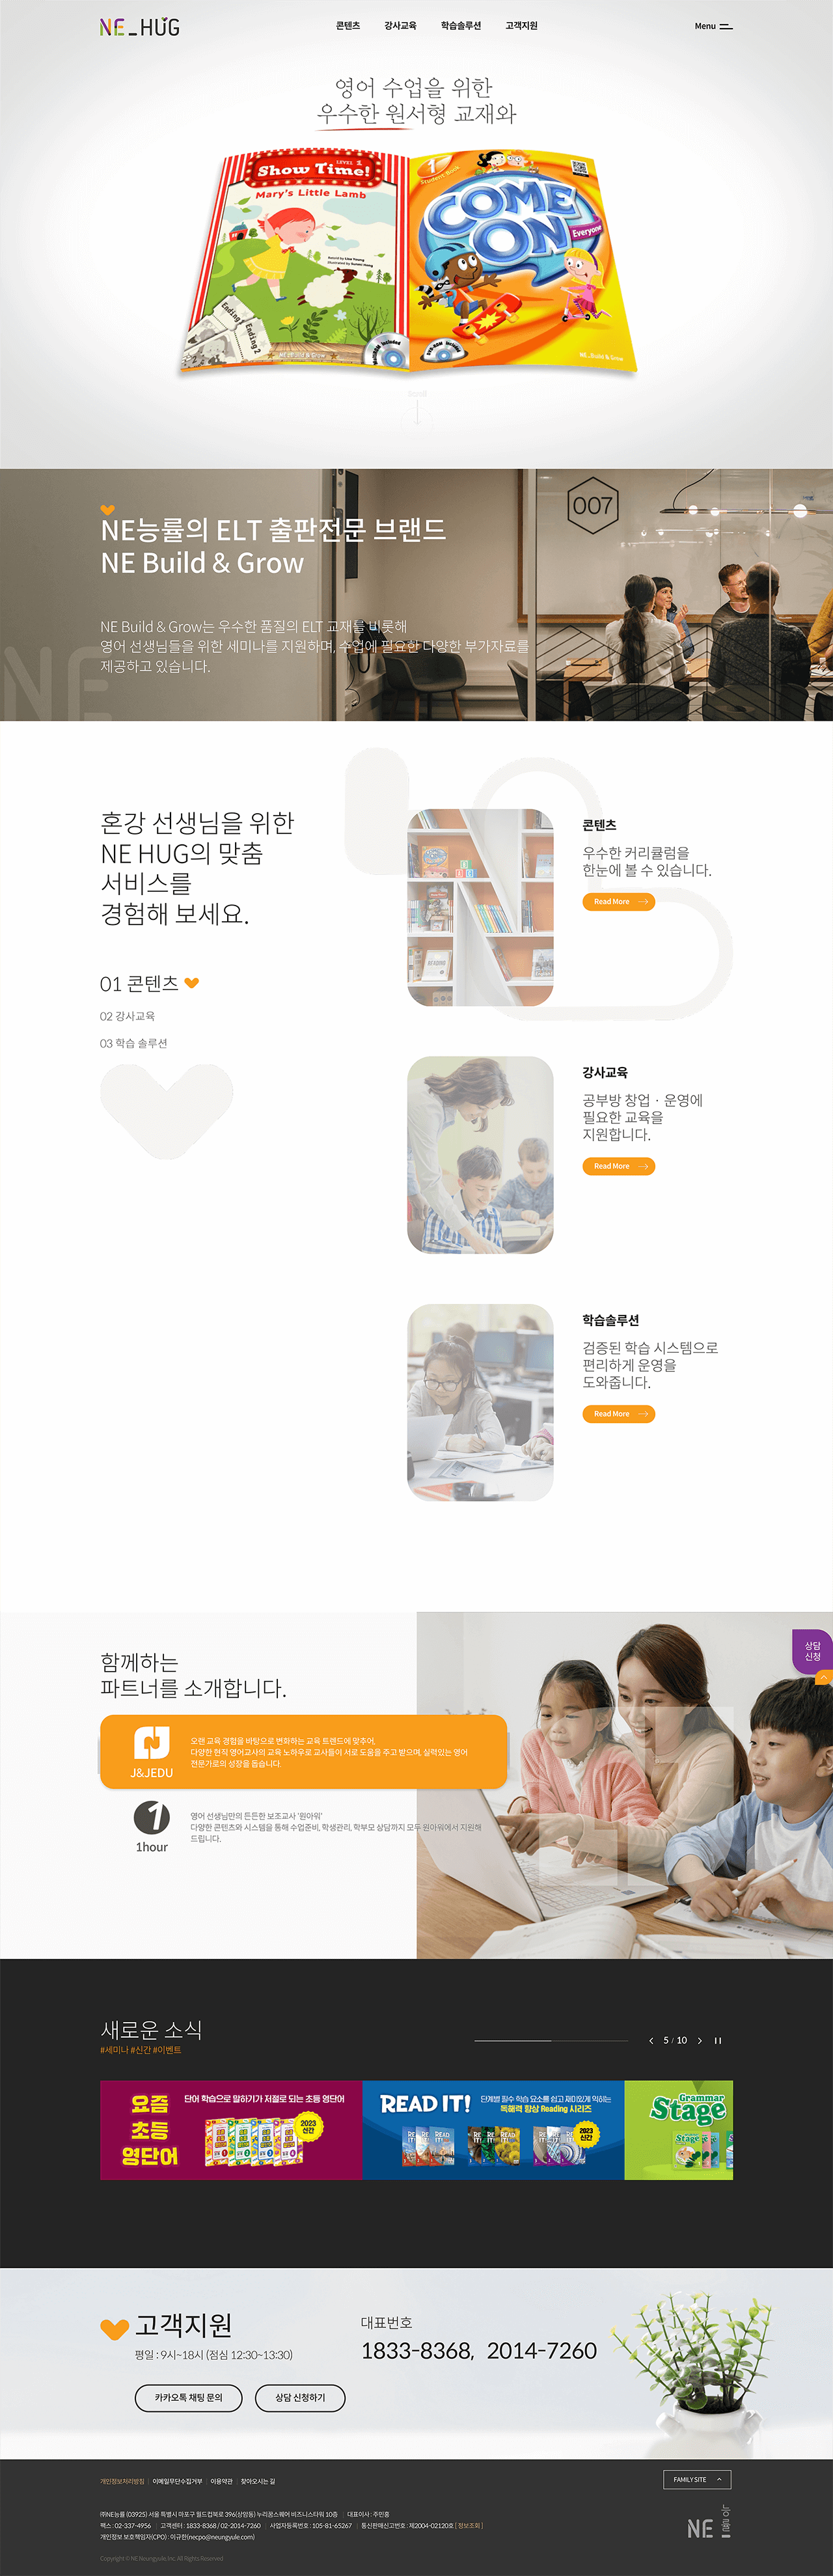 NE_HUG
콘텐츠 강사교육 학습솔루션 고객지원
Menu
영어 수업을 위한
우수한 원서형 교재와
LEVEL 1
Show Time!
Mary's Little Lamb
Retold by Lisa Young
Ending 1
Ending 2
NE Build & Grow
1
Student Book
COME
ON
Everyone
DVD-ROM Included
NE Build & Grow
Scroll
007
NE능률의 ELT 출판전문 브랜드
NE Build & Grow
NE Build & Grow는 우수한 품질의 ELT 교재를 비롯해
영어 선생님들을 위한 세미나를 지원하며, 수업에 필요한 다양한 부가자료를
제공하고 있습니다.
NE
혼강 선생님을 위한
NE HUG의 맞춤
서비스를
경험해 보세요.
01 콘텐츠
02 강사교육
03 학습 솔루션
콘텐츠
우수한 커리큘럼을
한눈에 볼 수 있습니다.
Read More
강사교육
공부방 창업 · 운영에
필요한 교육을
지원합니다.
Read More
학습솔루션
검증된 학습 시스템으로
편리하게 운영을
도와줍니다.
Read More
함께하는
파트너를 소개합니다.
상담
신청
J&JEDU
오랜 교육 경험을 바탕으로 변화하는 교육 트렌드에 맞추어,
다양한 현직 영어교사의 교육 노하우로 교사들이 서로 도움을 주고 받으며, 실력있는 영어
전문가로의 성장을 돕습니다.
1hour
영어 선생님만의 든든한 보조교사 '원아워'
다양한 콘텐츠와 시스템을 통해 수업준비, 학생관리, 학부모 상담까지 모두 원아워에서 지원해
드립니다.
새로운 소식
#세미나 #신간 #이벤트
5 / 10
요즘
초등
영단어
단어 학습으로 말하기가 저절로 되는 초등 영단어
2023
신간
READ IT!
단계별 필수 학습 요소를 쉽고 재미있게 익히는
독해력 향상 Reading 시리즈
2023
신간
Grammar
Stage
고객지원
평일 : 9시~18시 (점심 12:30~13:30)
카카오톡 채팅 문의
상담 신청하기
대표번호
1833-8368, 2014-7260
개인정보처리방침 | 이메일무단수집거부 | 이용약관 | 찾아오시는 길
FAMILY SITE
㈜NE능률 (03925) 서울 특별시 마포구 월드컵북로 396(상암동) 누리꿈스퀘어 비즈니스타워 10층 | 대표이사 : 주민홍
팩스 : 02-337-4956 | 고객센터 : 1833-8368 / 02-2014-7260 | 사업자등록번호 : 105-81-65267 | 통신판매신고번호 : 제2004-02120호 [ 정보조회 ]
개인정보 보호책임자(CPO) : 이규한(necpo@neungyule.com)
NE 능률
Copyright © NE Neungyule Inc. All Rights Reserved